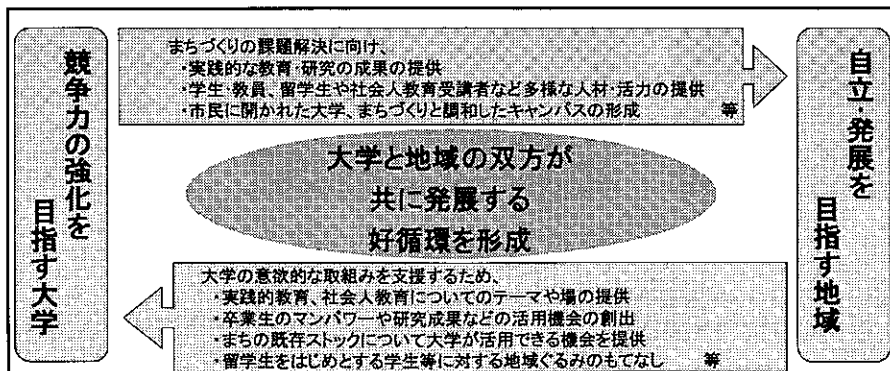 競争力の強化を
目指す大学
まちづくりの課題解決に向け、
・実践的な教育・研究の成果の提供
・学生・教員、留学生や社会人教育受講者など多様な人材・活力の提供
・市民に開かれた大学、まちづくりと調和したキャンパスの形成 等
大学と地域の双方が
共に発展する
好循環を形成
大学の意欲的な取組みを支援するため、
・実践的教育、社会人教育についてのテーマや場の提供
・卒業生のマンパワーや研究成果などの活用機会の創出
・まちの既存ストックについて大学が活用できる機会を提供
・留学生をはじめとする学生等に対する地域ぐるみのもてなし 等
自立・発展を
目指す地域